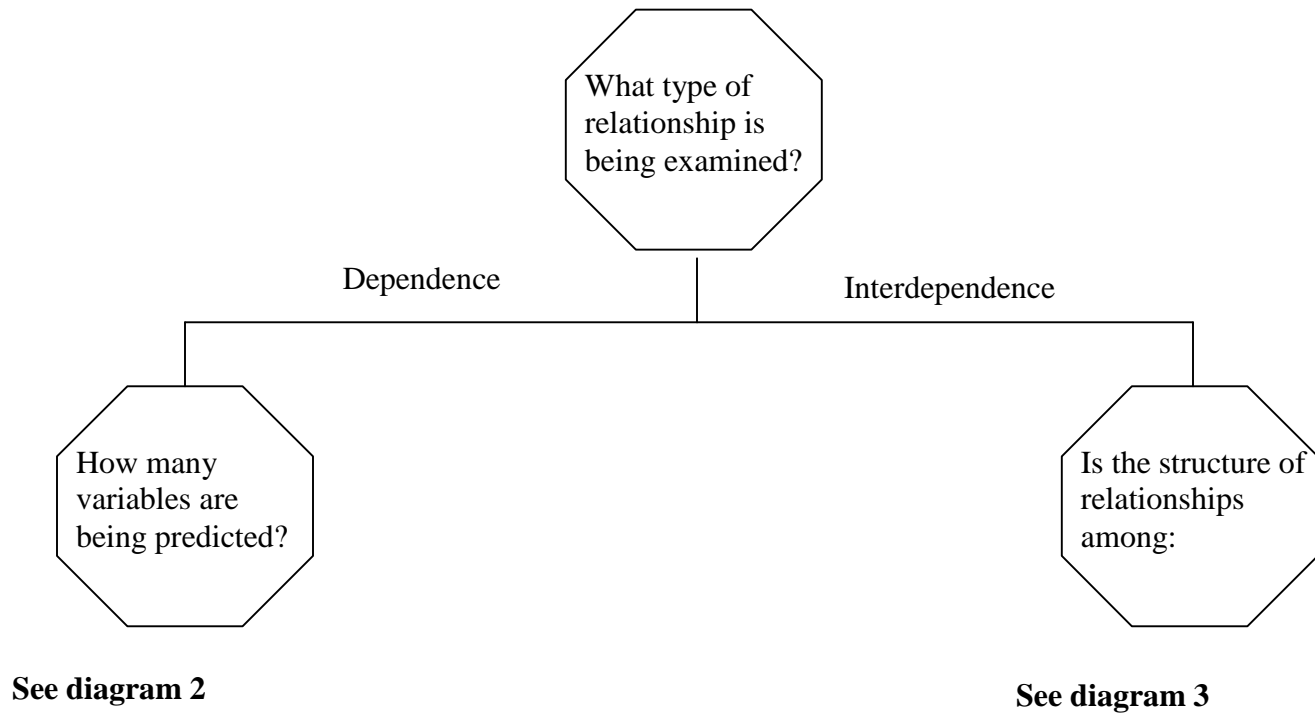 What type of
relationship is
being examined?
Dependence
Interdependence
How many
variables are
being predicted?
Is the structure of
relationships
among:
See diagram 2
See diagram 3